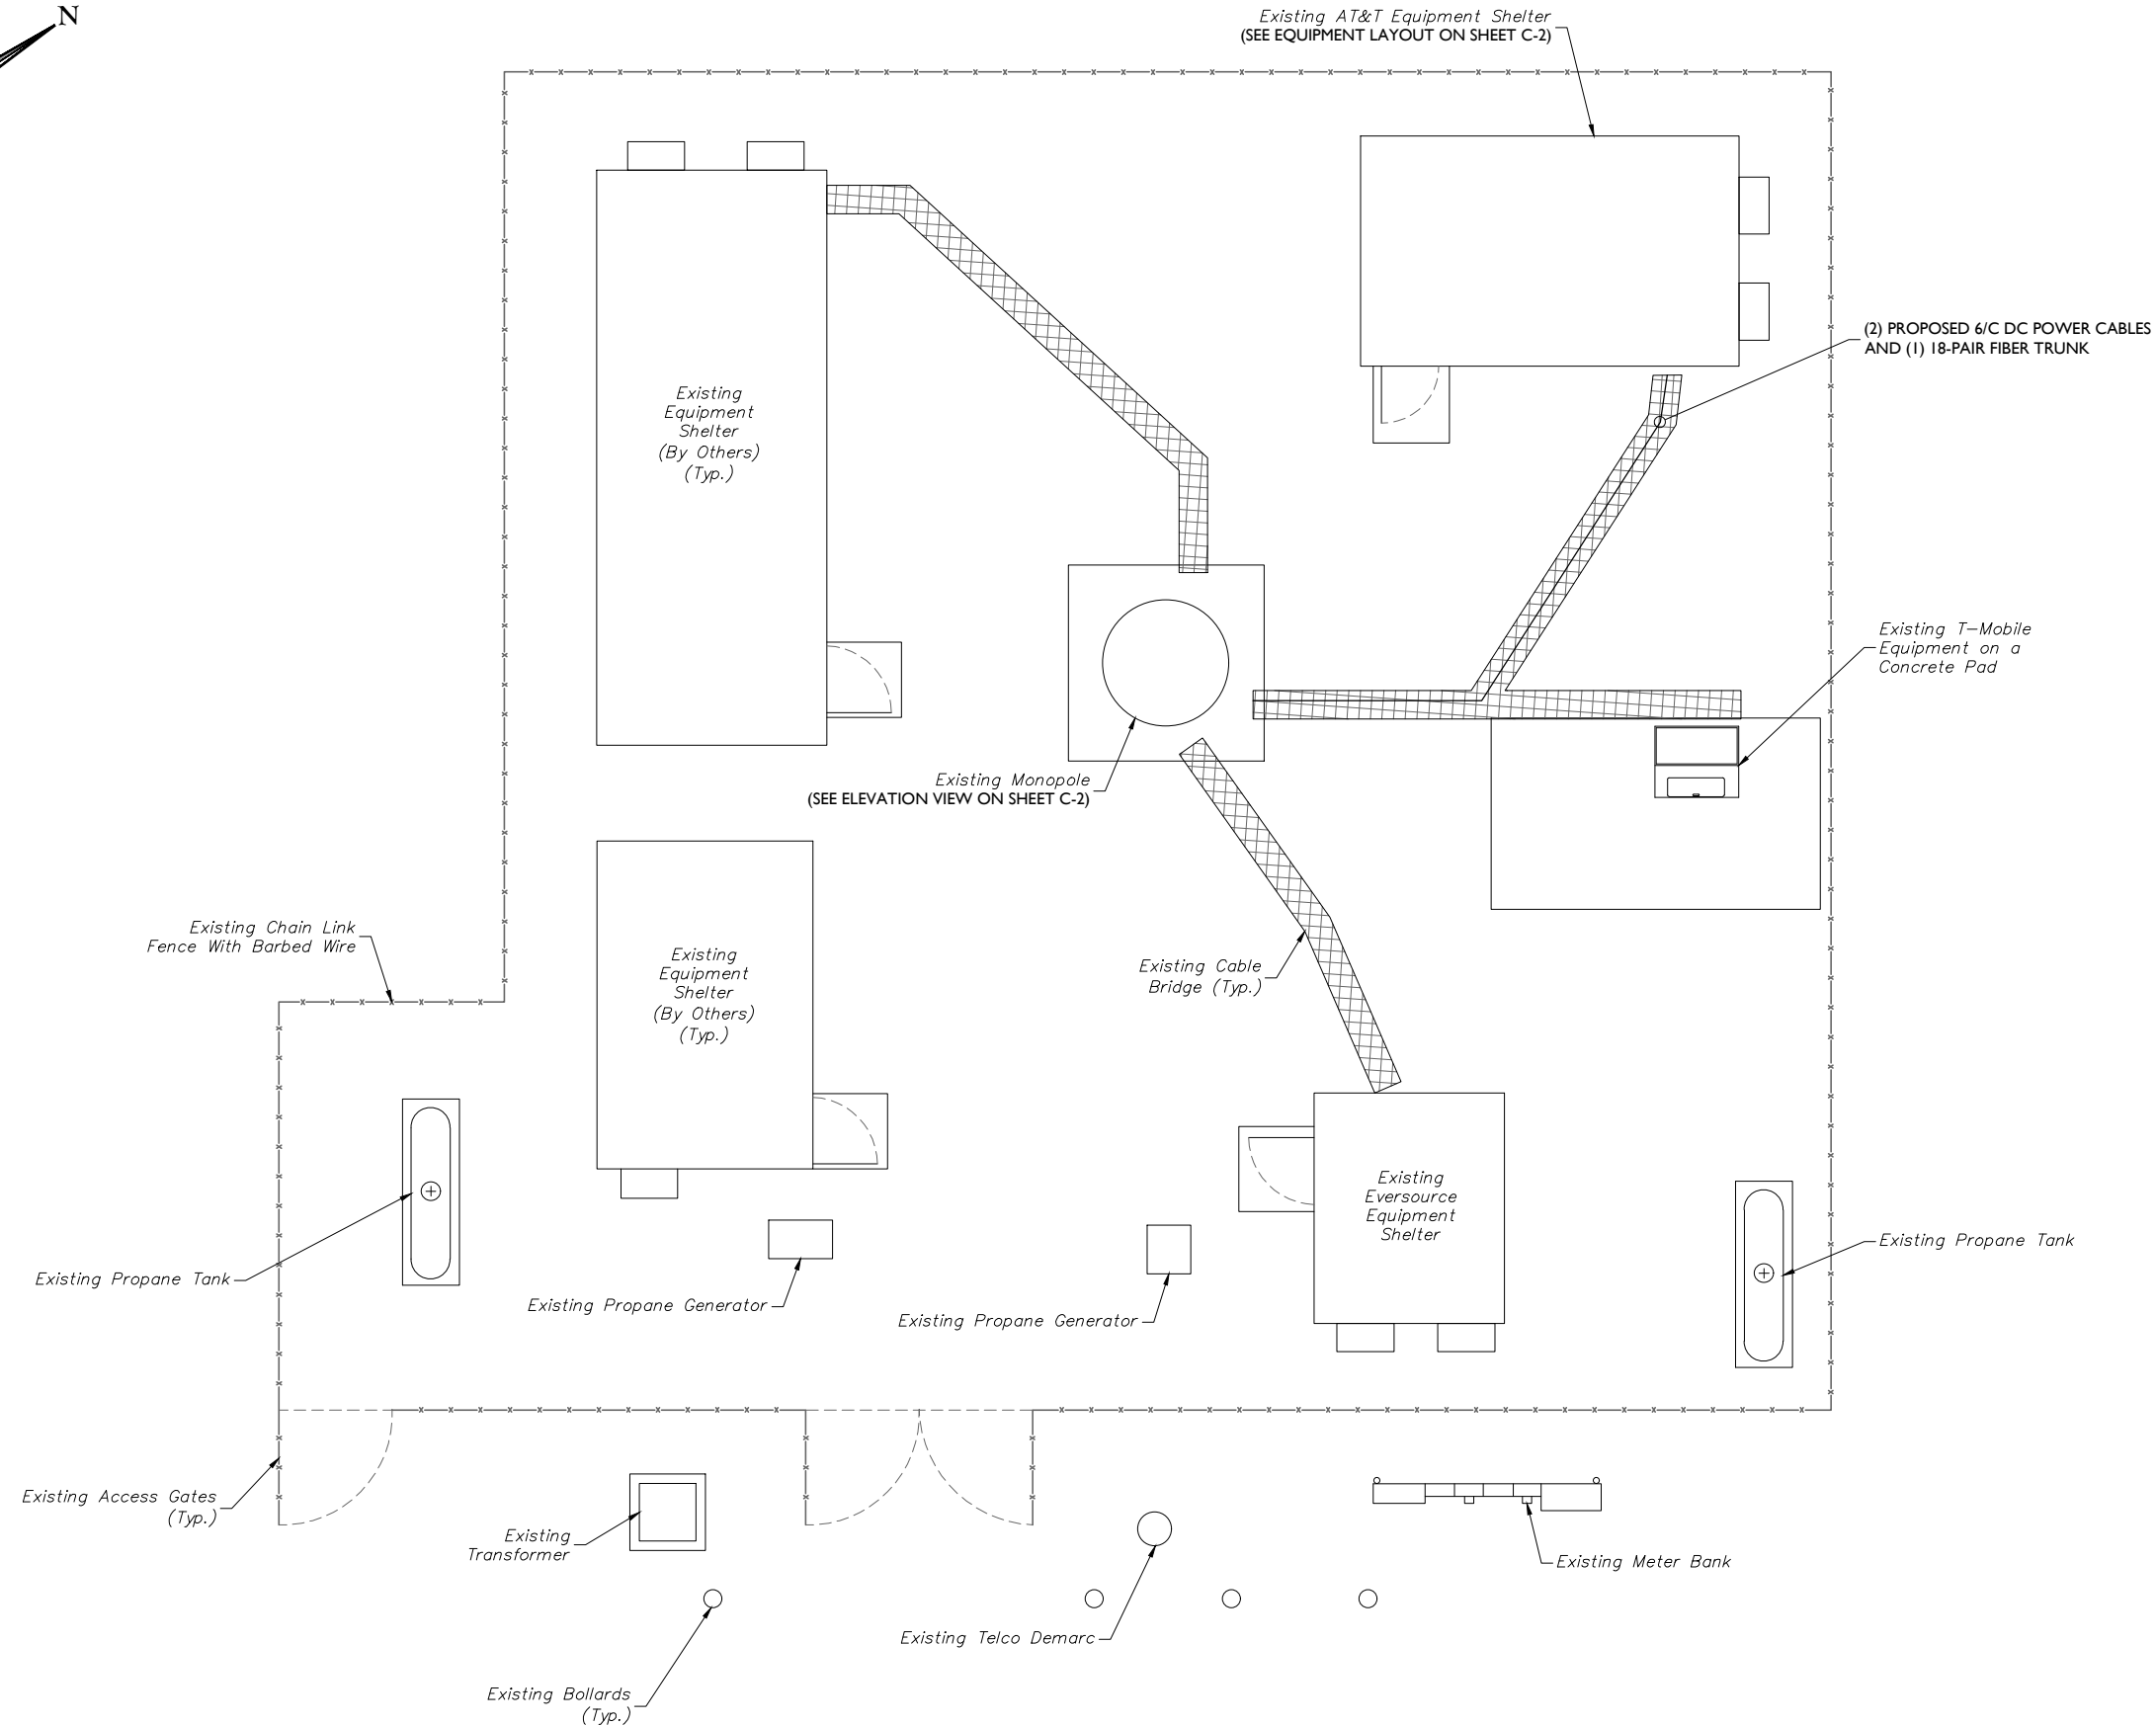 N
Existing AT&T Equipment Shelter
(SEE EQUIPMENT LAYOUT ON SHEET C-2)
(2) PROPOSED 6/C DC POWER CABLES
AND (1) 18-PAIR FIBER TRUNK
Existing
Equipment
Shelter
(By Others)
(Typ.)
Existing T-Mobile
Equipment on a
Concrete Pad
Existing Monopole
(SEE ELEVATION VIEW ON SHEET C-2)
Existing Chain Link
Fence With Barbed Wire
Existing
Equipment
Shelter
(By Others)
(Typ.)
Existing Cable
Bridge (Typ.)
Existing
Eversource
Equipment
Shelter
Existing Propane Tank
Existing Propane Tank
Existing Propane Generator
Existing Propane Generator
Existing Access Gates
(Typ.)
Existing
Transformer
Existing Meter Bank
Existing Telco Demarc
Existing Bollards
(Typ.)